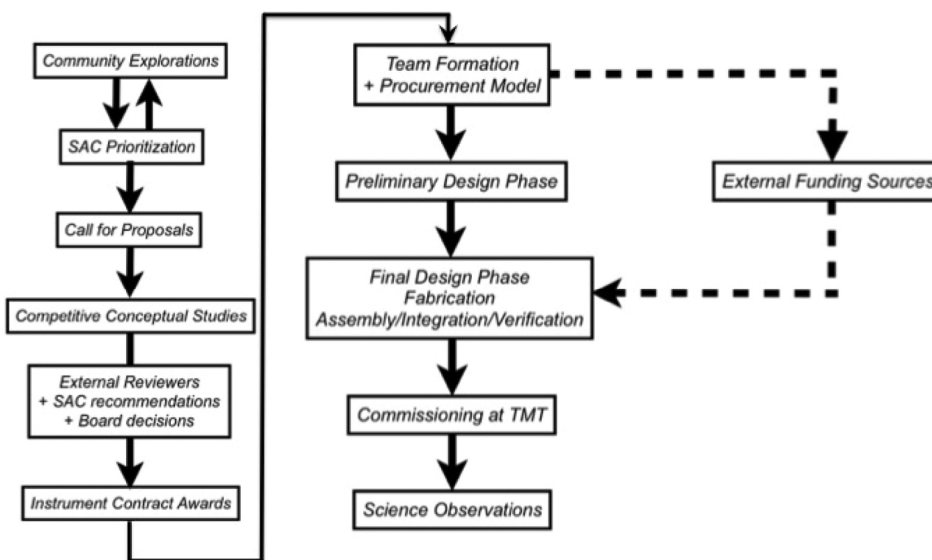 Community Explorations
SAC Prioritization
Call for Proposals
Competitive Conceptual Studies
External Reviewers
+ SAC recommendations
+ Board decisions
Instrument Contract Awards
Team Formation
+ Procurement Model
Preliminary Design Phase
Final Design Phase
Fabrication
Assembly/Integration/Verification
Commissioning at TMT
Science Observations
External Funding Sources